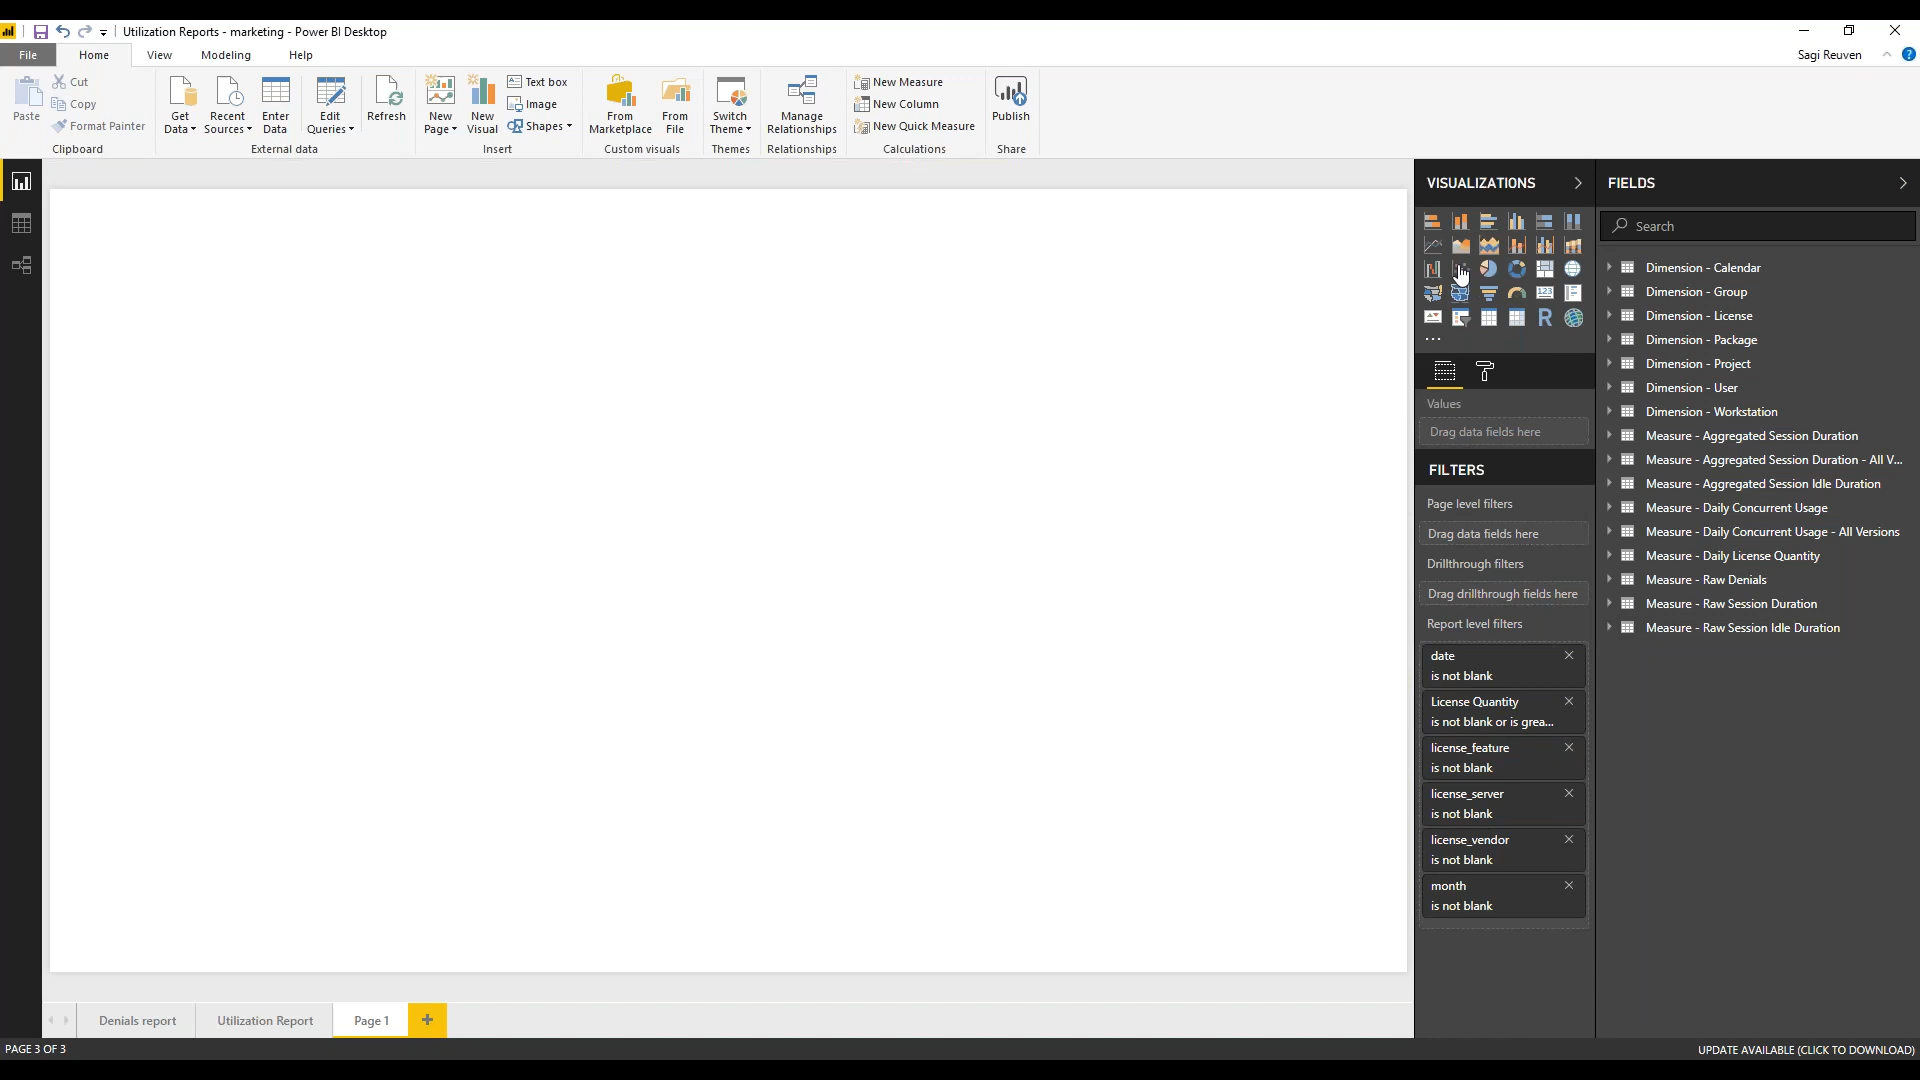 Utilization Reports - marketing - Power BI Desktop
File Home View Modeling Help
Sagi Reuven
Paste
Cut
Copy
Format Painter
Clipboard
Get Data
Recent Sources
Enter Data
Edit Queries
Refresh
External data
New Page
New Visual
Text box
Image
Shapes
Insert
From Marketplace
From File
Custom visuals
Switch Theme
Themes
Manage Relationships
Relationships
New Measure
New Column
New Quick Measure
Calculations
Publish
Share
VISUALIZATIONS
123
R
Values
Drag data fields here
FILTERS
Page level filters
Drag data fields here
Drillthrough filters
Drag drillthrough fields here
Report level filters
date
is not blank
License Quantity
is not blank or is grea...
license_feature
is not blank
license_server
is not blank
license_vendor
is not blank
month
is not blank
FIELDS
Search
Dimension - Calendar
Dimension - Group
Dimension - License
Dimension - Package
Dimension - Project
Dimension - User
Dimension - Workstation
Measure - Aggregated Session Duration
Measure - Aggregated Session Duration - All V...
Measure - Aggregated Session Idle Duration
Measure - Daily Concurrent Usage
Measure - Daily Concurrent Usage - All Versions
Measure - Daily License Quantity
Measure - Raw Denials
Measure - Raw Session Duration
Measure - Raw Session Idle Duration
Denials report Utilization Report Page 1 +
PAGE 3 OF 3
UPDATE AVAILABLE (CLICK TO DOWNLOAD)